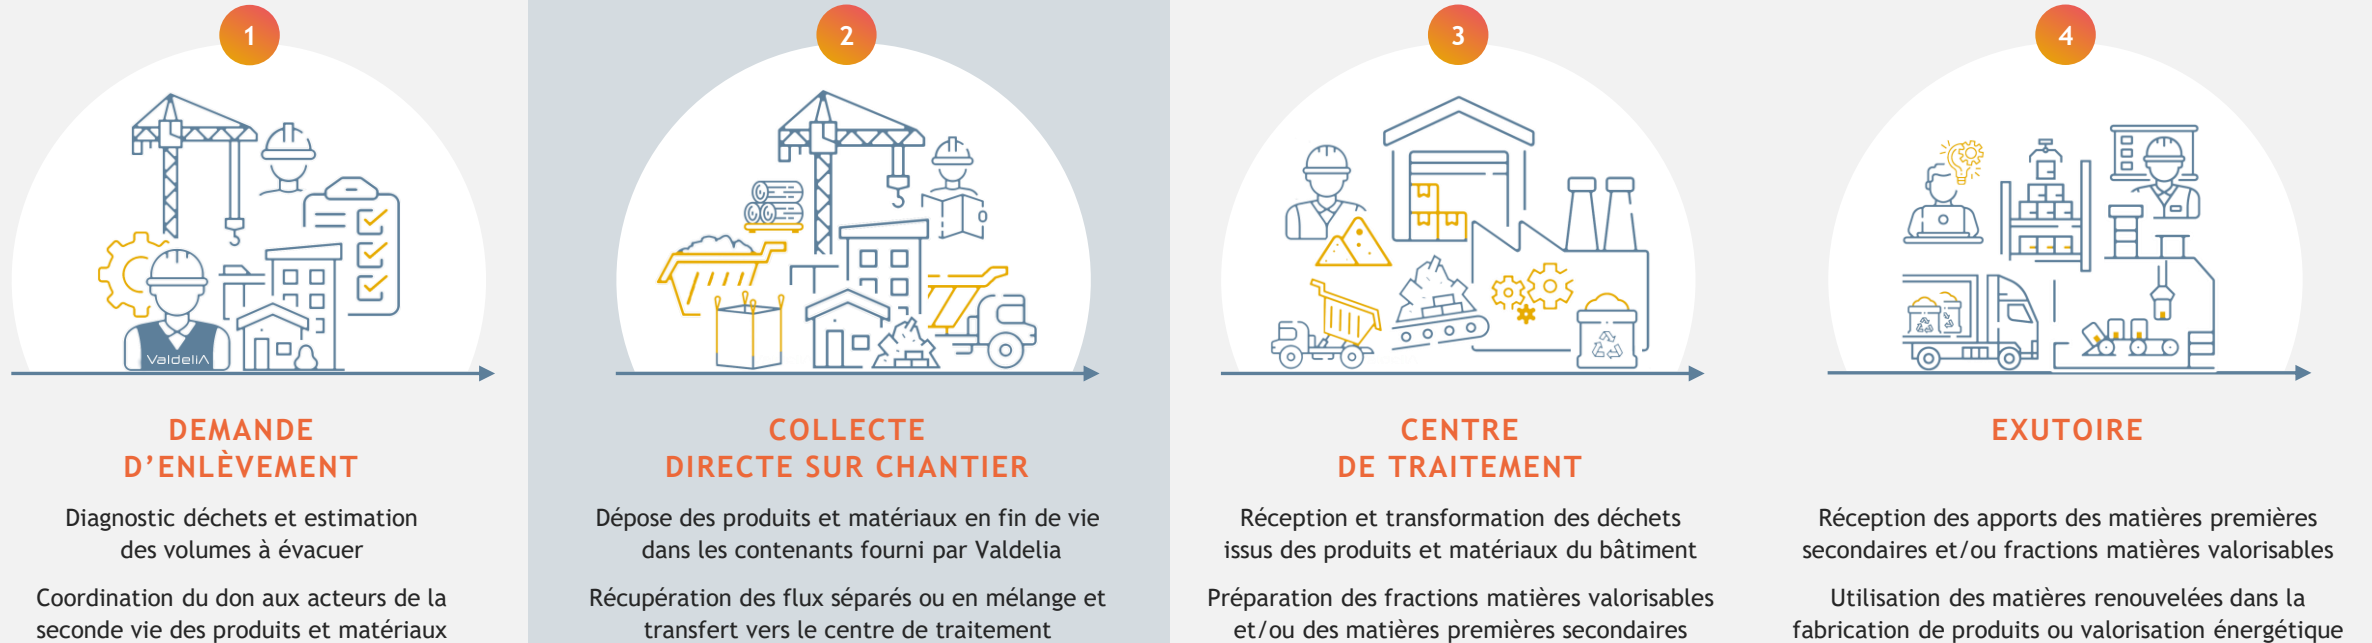 1
DEMANDE
D'ENLÈVEMENT
Diagnostic déchets et estimation
des volumes à évacuer
Coordination du don aux acteurs de la
seconde vie des produits et matériaux
ValdeliΛ
2
COLLECTE
DIRECTE SUR CHANTIER
Dépose des produits et matériaux en fin de vie
dans les contenants fourni par Valdelia
Récupération des flux séparés ou en mélange et
transfert vers le centre de traitement
3
CENTRE
DE TRAITEMENT
Réception et transformation des déchets
issus des produits et matériaux du bâtiment
Préparation des fractions matières valorisables
et/ou des matières premières secondaires
4
EXUTOIRE
Réception des apports des matières premières
secondaires et/ou fractions matières valorisables
Utilisation des matières renouvelées dans la
fabrication de produits ou valorisation énergétique